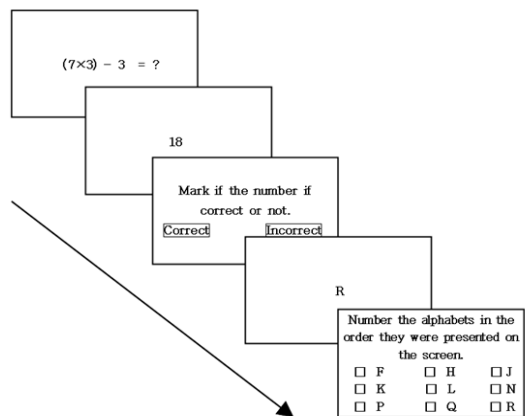 (7×3) - 3 = ?
18
Mark if the number if
correct or not.
Correct Incorrect
R
Number the alphabets in the
order they were presented on
the screen.
□ F □ H □ J
□ K □ L □ N
□ P □ Q □ R